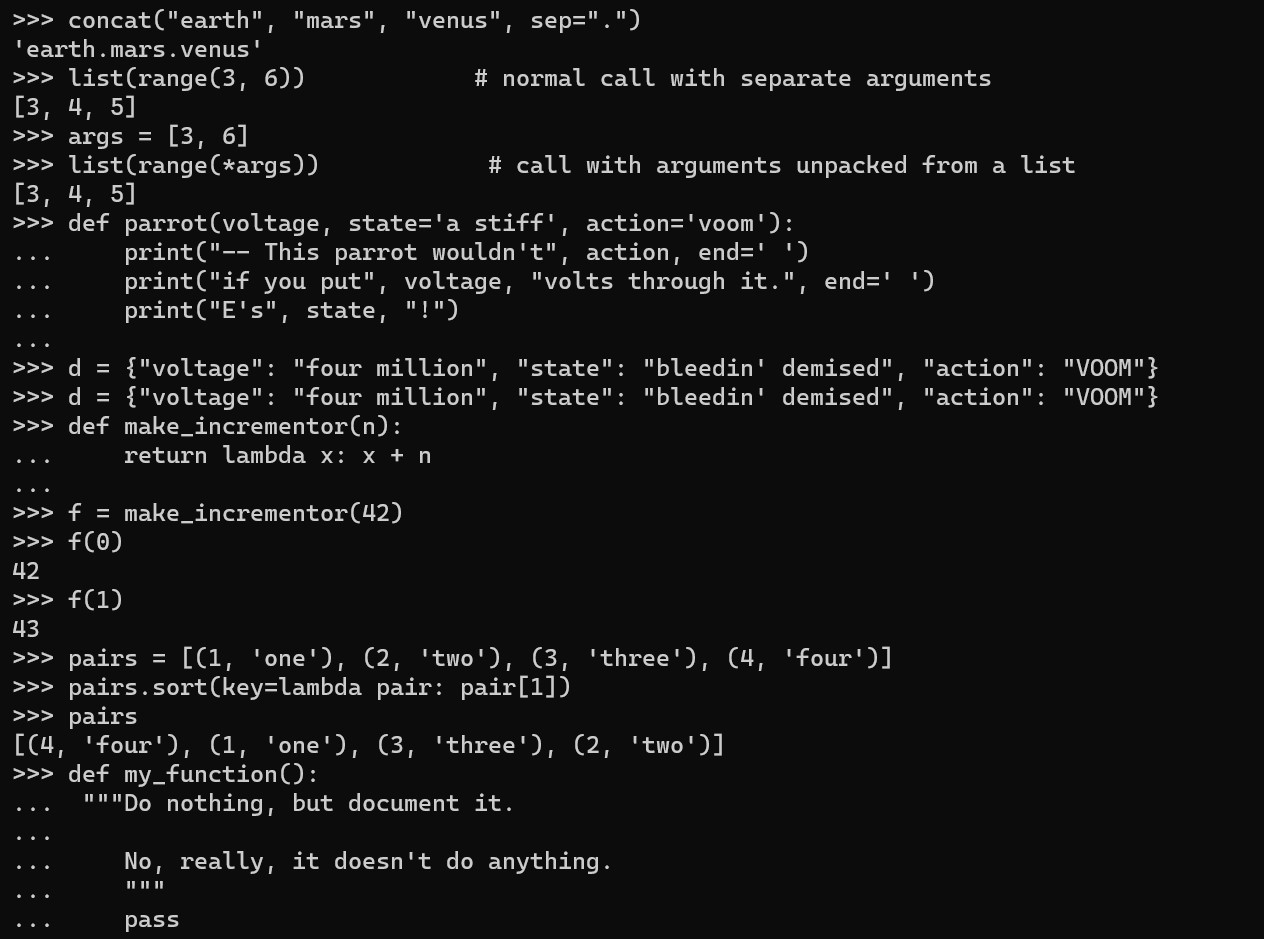 >>> concat("earth", "mars", "venus", sep=".")
'earth.mars.venus'
>>> list(range(3, 6))            # normal call with separate arguments
[3, 4, 5]
>>> args = [3, 6]
>>> list(range(*args))            # call with arguments unpacked from a list
[3, 4, 5]
>>> def parrot(voltage, state='a stiff', action='voom'):
...     print("-- This parrot wouldn't", action, end=' ')
...     print("if you put", voltage, "volts through it.", end=' ')
...     print("E's", state, "!")
...
>>> d = {"voltage": "four million", "state": "bleedin' demised", "action": "VOOM"}
>>> d = {"voltage": "four million", "state": "bleedin' demised", "action": "VOOM"}
>>> def make_incrementor(n):
...     return lambda x: x + n
...
>>> f = make_incrementor(42)
>>> f(0)
42
>>> f(1)
43
>>> pairs = [(1, 'one'), (2, 'two'), (3, 'three'), (4, 'four')]
>>> pairs.sort(key=lambda pair: pair[1])
>>> pairs
[(4, 'four'), (1, 'one'), (3, 'three'), (2, 'two')]
>>> def my_function():
...  """Do nothing, but document it.
...
...     No, really, it doesn't do anything.
...     """
...     pass